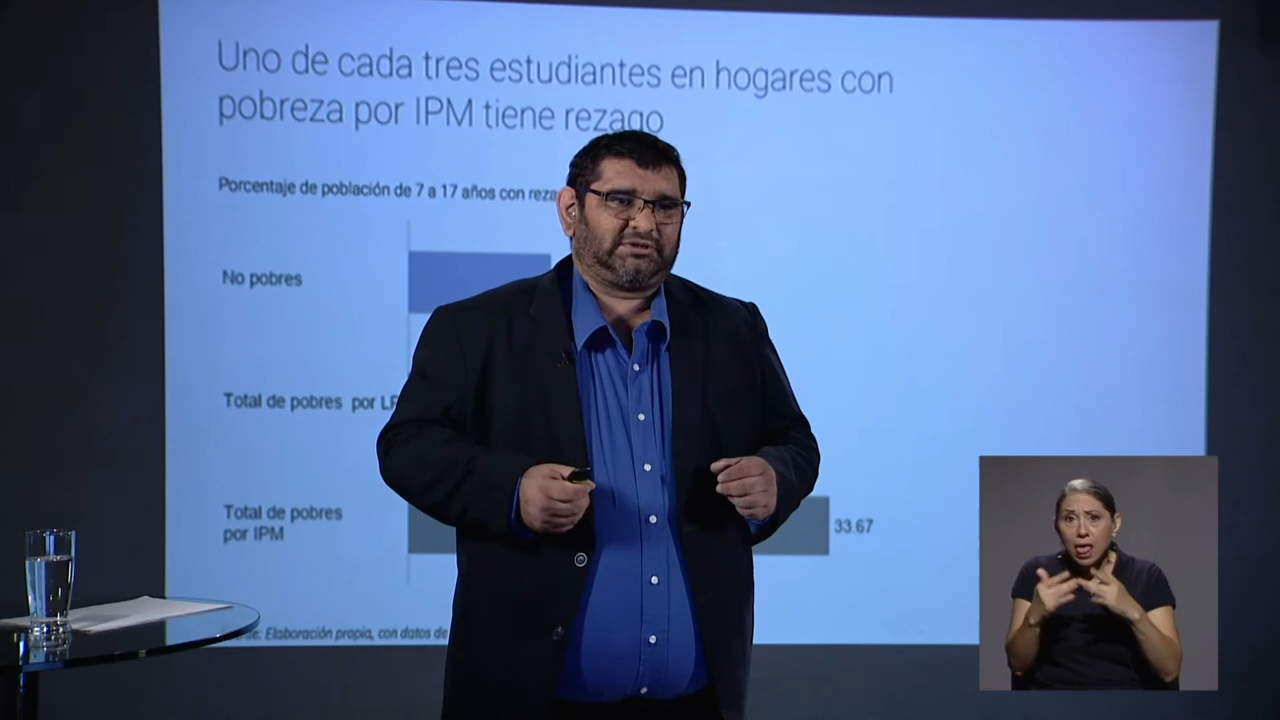 Uno de cada tres estudiantes en hogares con
pobreza por IPM tiene rezago
Porcentaje de población de 7 a 17 años con
No pobres
Total de pobres por
Total de pobres
por IPM
33.67
Elaboración propia, con datos de